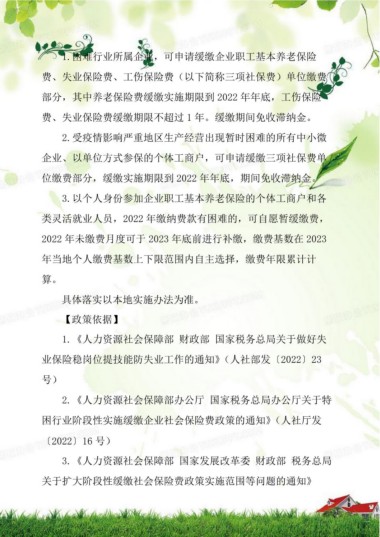 1.困难行业所属企业，可申请缓缴企业职工基本养老保险
费、失业保险费、工伤保险费（以下简称三项社保费）单位缴费
部分，其中养老保险费缓缴实施期限到 2022 年年底，工伤保险
费、失业保险费缓缴期限不超过 1 年。缓缴期间免收滞纳金。
2.受疫情影响严重地区生产经营出现暂时困难的所有中小微
企业、以单位方式参保的个体工商户，可申请缓缴三项社保费单
位缴费部分，缓缴实施期限到 2022 年年底，期间免收滞纳金。
3.以个人身份参加企业职工基本养老保险的个体工商户和各
类灵活就业人员，2022 年缴纳费款有困难的，可自愿暂缓缴费，
2022 年未缴费月度可于 2023 年底前进行补缴，缴费基数在 2023
年当地个人缴费基数上下限范围内自主选择，缴费年限累计计
算。
具体落实以本地实施办法为准。
【政策依据】
1.《人力资源社会保障部 财政部 国家税务总局关于做好失
业保险稳岗位提技能防失业工作的通知》（人社部发〔2022〕23
号）
2.《人力资源社会保障部办公厅 国家税务总局办公厅关于特
困行业阶段性实施缓缴企业社会保险费政策的通知》（人社厅发
〔2022〕16 号）
3.《人力资源社会保障部 国家发展改革委 财政部 税务总局
关于扩大阶段性缓缴社会保险费政策实施范围等问题的通知》